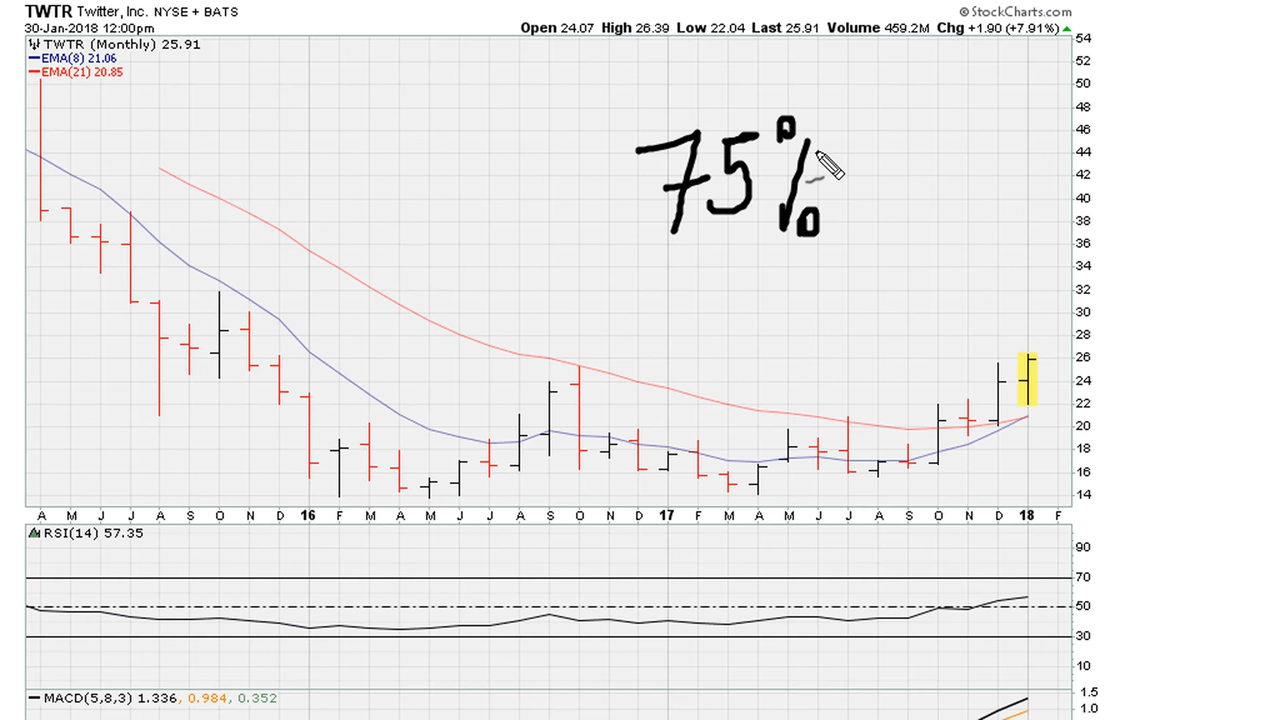 TWTR Twitter, Inc. NYSE + BATS
© StockCharts.com
30-Jan-2018 12:00pm
Open 24.07 High 26.39 Low 22.04 Last 25.91 Volume 459.2M Chg +1.90 (+7.91%)
TWTR (Monthly) 25.91
EMA(8) 21.06
EMA(21) 20.85
75%
54
52
50
48
46
44
42
40
38
36
34
32
30
28
26
24
22
20
18
16
14
A M J J A S O N D 16 F M A M J J A S O N D 17 F M A M J J A S O N D 18 F
RSI(14) 57.35
90
70
50
30
10
MACD(5,8,3) 1.336, 0.984, 0.352
1.5
1.0